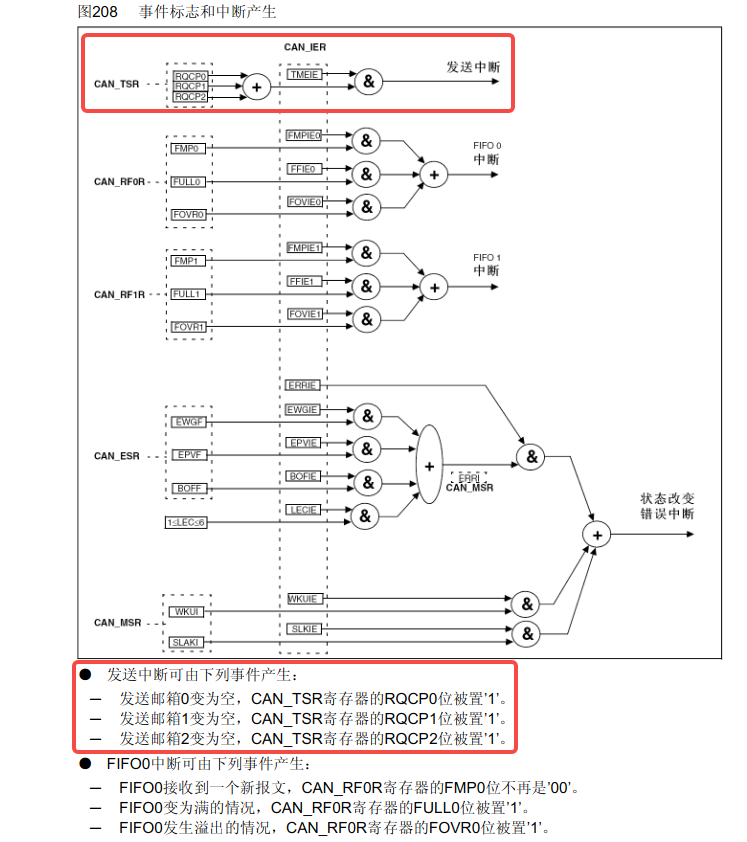 图208 事件标志和中断产生
CAN_IER
CAN_TSR
RQCP0
RQCP1
RQCP2
+
TMEIE
&
发送中断
CAN_RF0R
FMP0
FULL0
FOVR0
FMPIE0
FFIE0
FOVIE0
&
&
&
+
FIFO 0
中断
CAN_RF1R
FMP1
FULL1
FOVR1
FMPIE1
FFIE1
FOVIE1
&
&
&
+
FIFO 1
中断
CAN_ESR
EWGF
EPVF
BOFF
1≤LEC≤6
ERRIE
EWGIE
EPVIE
BOFIE
LECIE
&
&
&
&
+
ERRI
CAN_MSR
&
+
状态改变
错误中断
CAN_MSR
WKUI
SLAKI
WKUIE
SLKIE
&
&
● 发送中断可由下列事件产生：
─ 发送邮箱0变为空，CAN_TSR寄存器的RQCP0位被置’1’。
─ 发送邮箱1变为空，CAN_TSR寄存器的RQCP1位被置’1’。
─ 发送邮箱2变为空，CAN_TSR寄存器的RQCP2位被置’1’。
● FIFO0中断可由下列事件产生：
─ FIFO0接收到一个新报文，CAN_RF0R寄存器的FMP0位不再是’00’。
─ FIFO0变为满的情况，CAN_RF0R寄存器的FULL0位被置’1’。
─ FIFO0发生溢出的情况，CAN_RF0R寄存器的FOVR0位被置’1’。